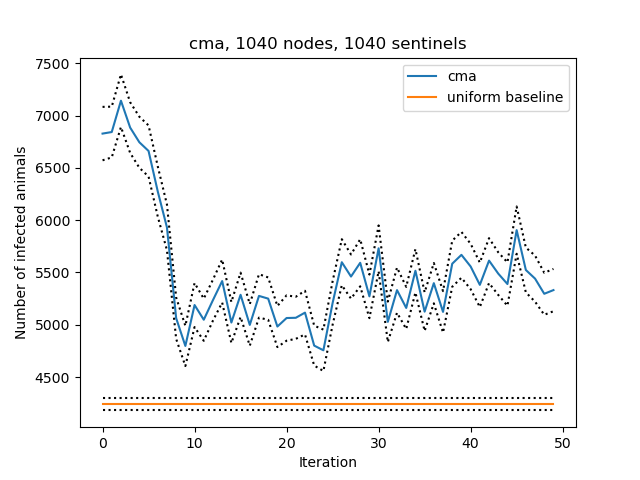 cma, 1040 nodes, 1040 sentinels
7500
7000
6500
6000
5500
5000
4500
Number of infected animals
cma
uniform baseline
0
10
20
30
40
50
Iteration